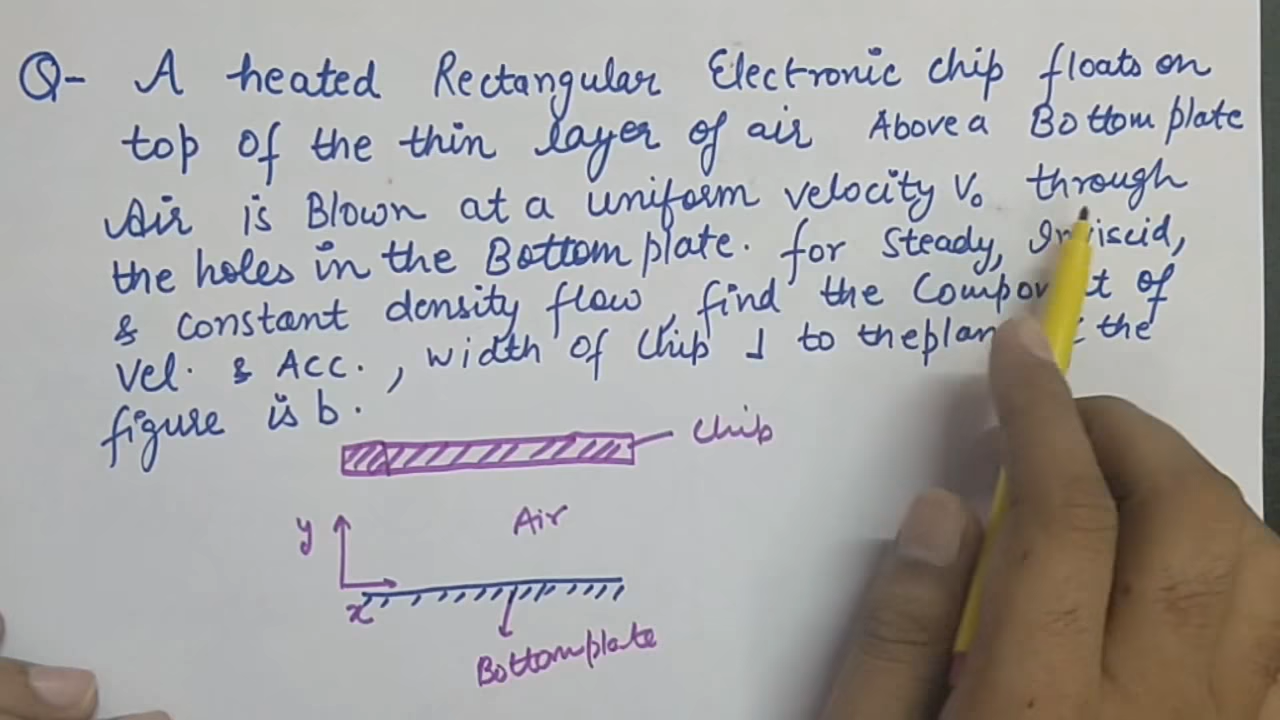 Q- A heated Rectangular Electronic chip floats on
top of the thin layer of air Above a Bottom plate
Air is Blown at a uniform velocity V₀ through
the holes in the Bottom plate. for Steady,
& constant density flow, find the of
Vel. & Acc., width of Chip ⊥ to the the
figure is b.
Chip
y
Air
x
Bottom plate